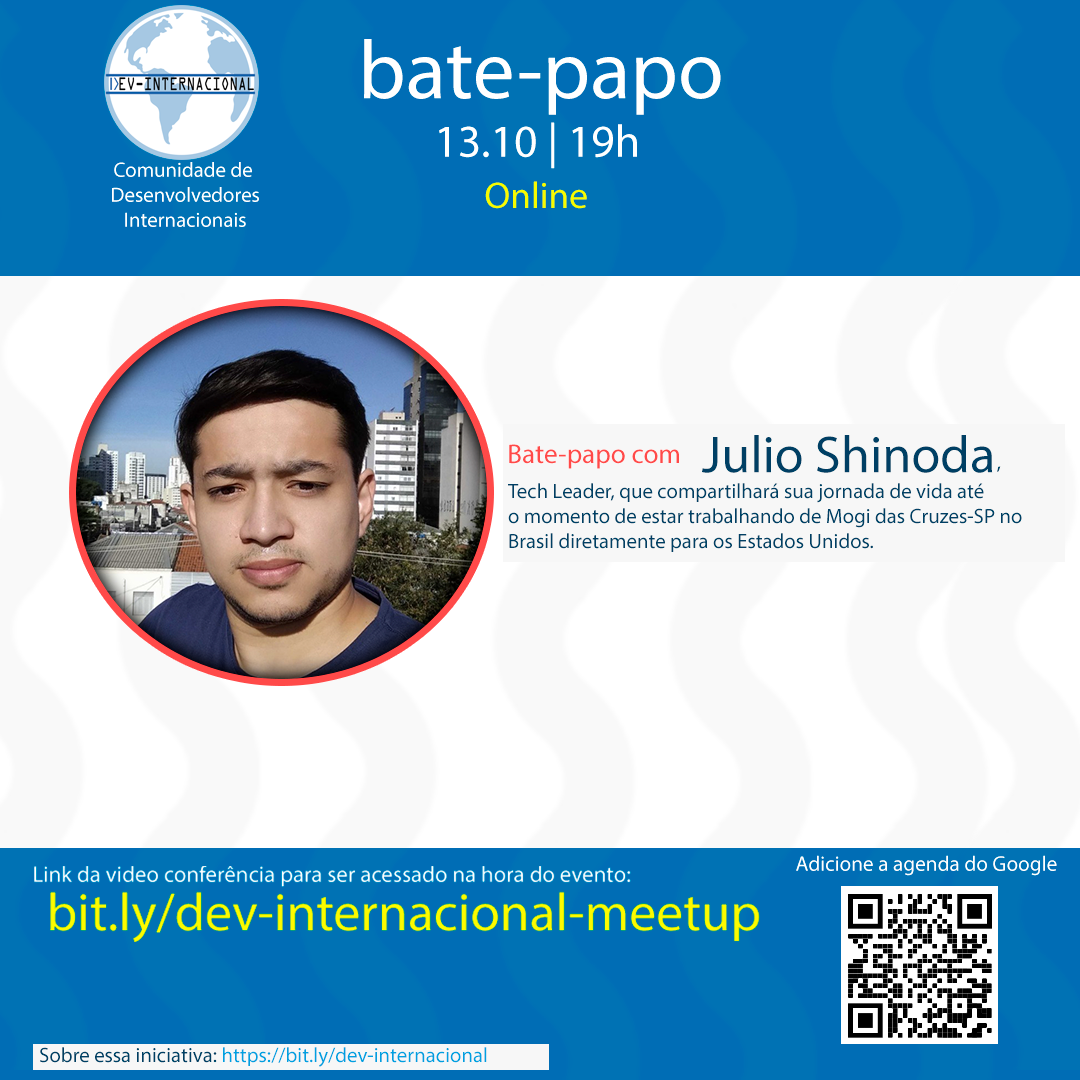 DEV-INTERNACIONAL
Comunidade de
Desenvolvedores
Internacionais
bate-papo
13.10 | 19h
Online
Bate-papo com Julio Shinoda,
Tech Leader, que compartilhará sua jornada de vida até
o momento de estar trabalhando de Mogi das Cruzes-SP no
Brasil diretamente para os Estados Unidos.
Link da video conferência para ser acessado na hora do evento:
bit.ly/dev-internacional-meetup
Adicione a agenda do Google
Sobre essa iniciativa: https://bit.ly/dev-internacional